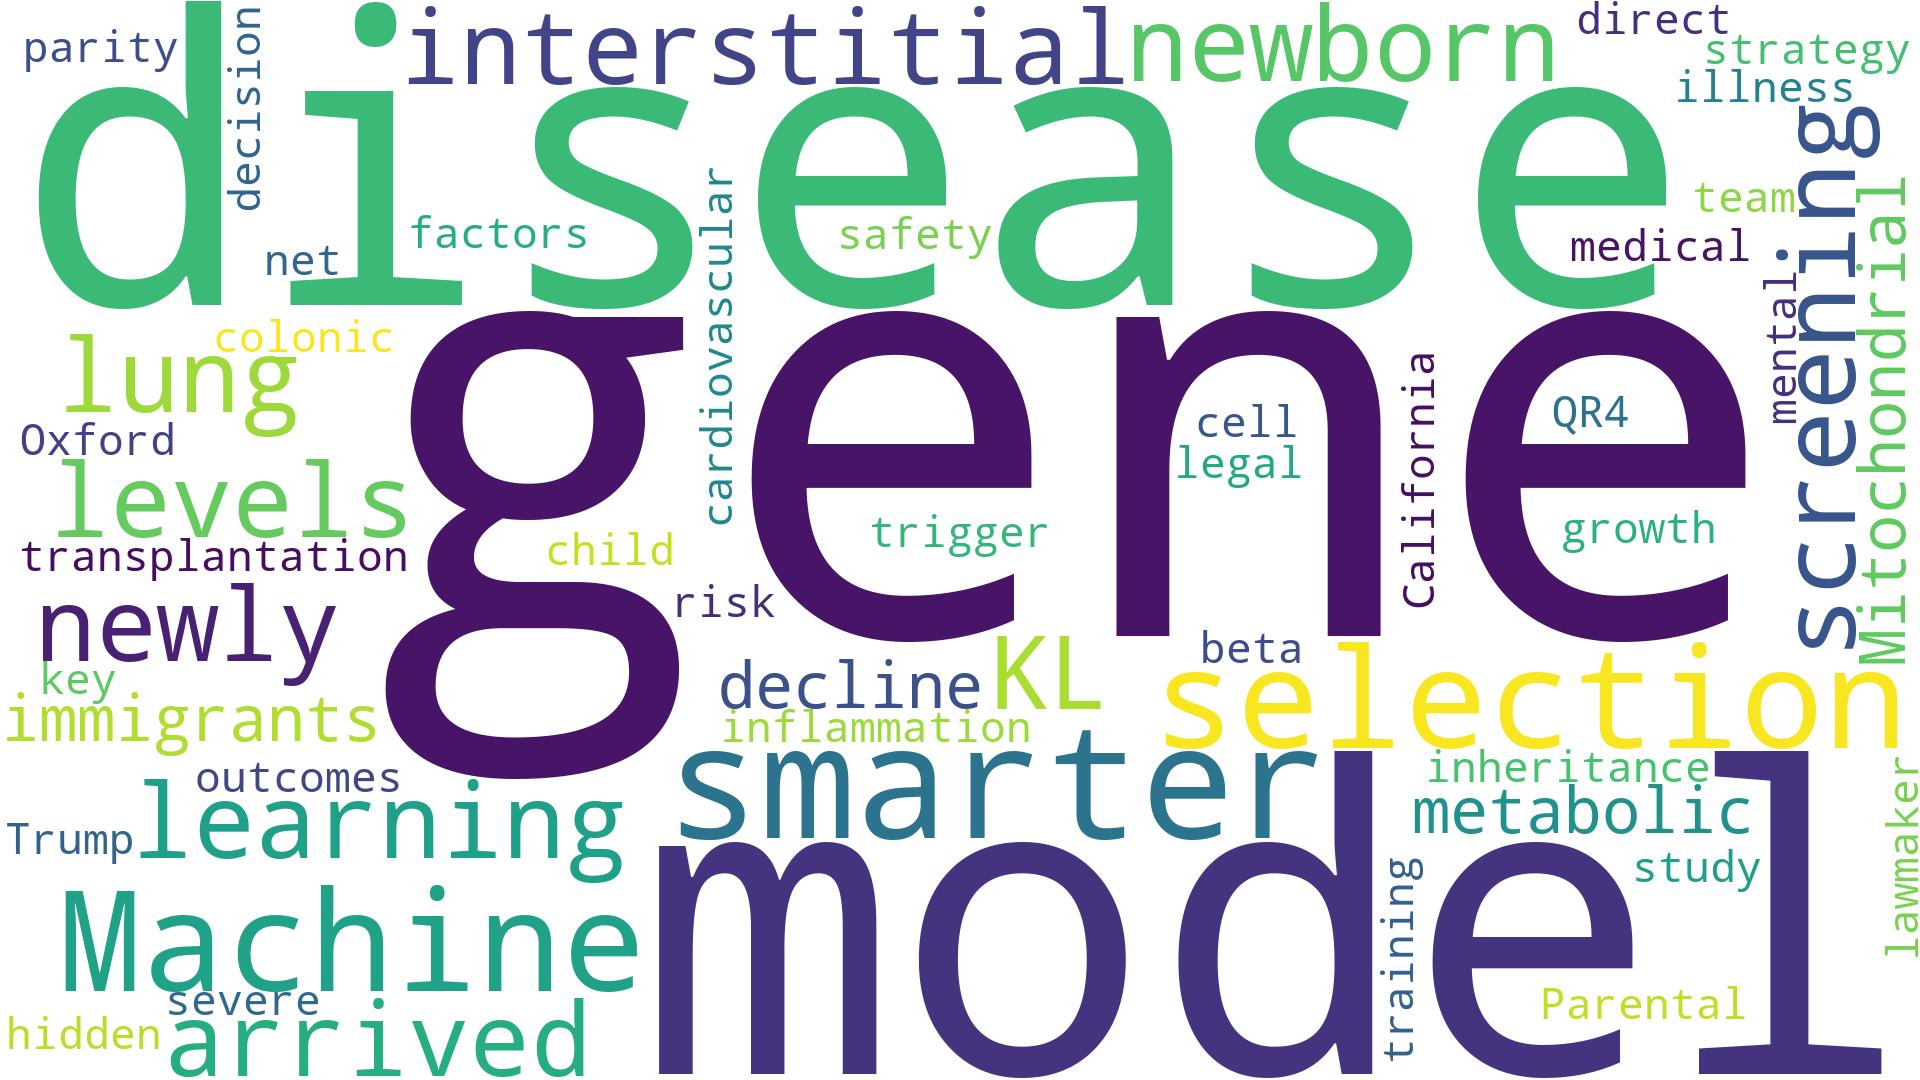 parity
decision
interstitial
newborn
direct
strategy
illness
disease
factors
net
cardiovascular
safety
team
medical
screening
Mitochondrial
mental
colonic
lung
gene
Oxford
levels
cell
legal
California
QR4
transplantation
child
trigger
growth
newly
risk
key
immigrants
decline
KL
beta
selection
inflammation
outcomes
smarter
inheritance
metabolic
lawmaker
Trump
learning
model
study
Machine
training
severe
hidden
arrived
Parental